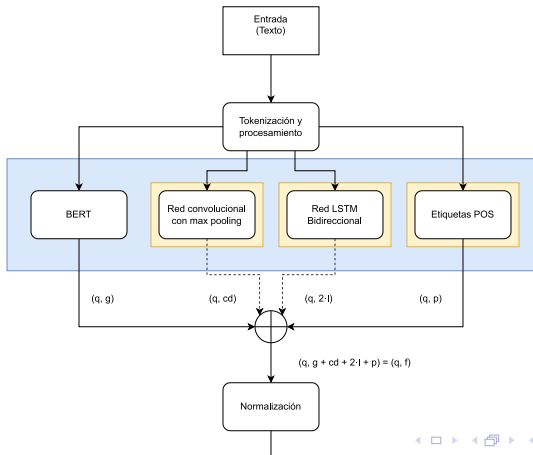 Entrada
(Texto)
Tokenización y
procesamiento
BERT
Red convolucional
con max pooling
Red LSTM
Bidireccional
Etiquetas POS
(q, g)
(q, cd)
(q, 2·l)
(q, p)
(q, g + cd + 2·l + p) = (q, f)
Normalización